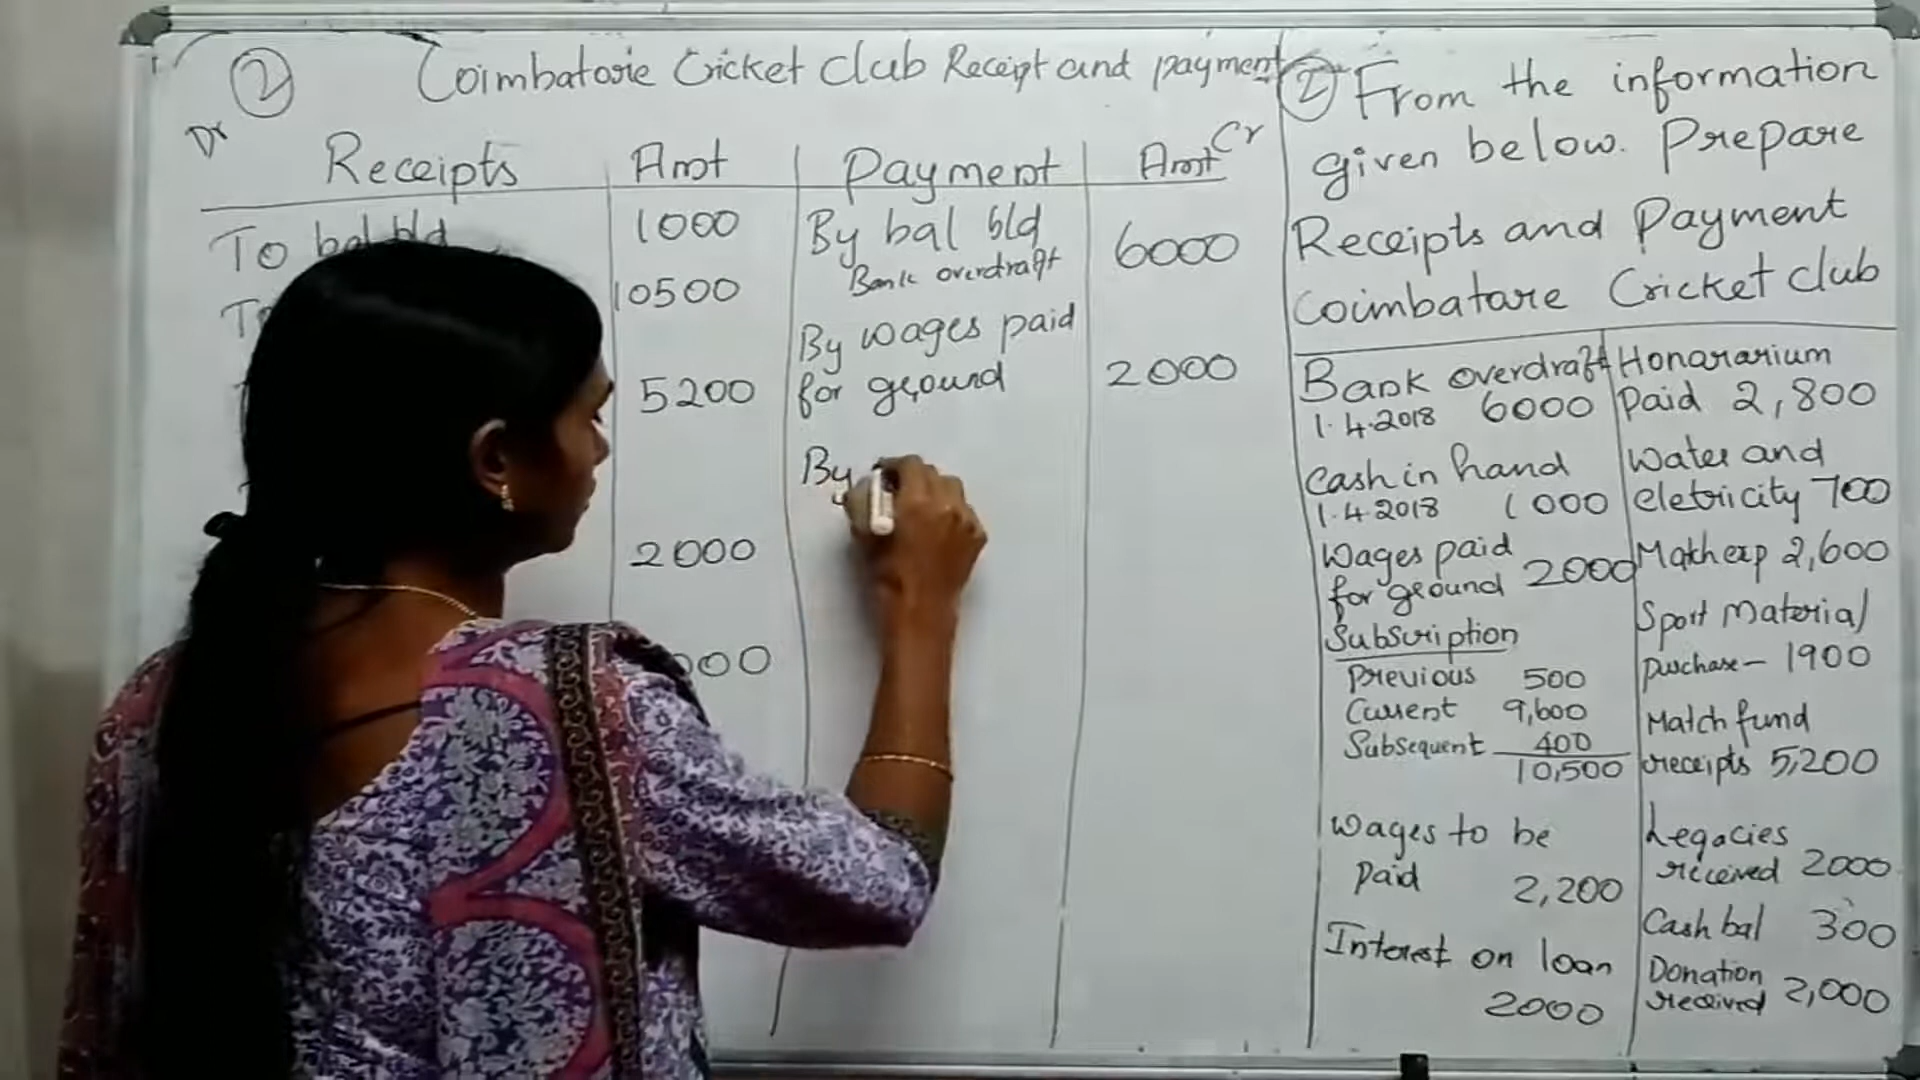 ② Coimbatore Cricket Club Receipt and payment
Dr
Cr
Receipts Amt Payment Amt
To bal b/d 1000 By bal b/d
Bank overdraft 6000
To 10500
By wages paid
5200 for ground 2000
By
2000
000
② From the information
given below. Prepare
Receipts and Payment
Coimbatore Cricket club
Bank overdraft
1.4.2018 6000
Cash in hand
1.4.2018 1000
Wages paid
for ground 2000
Subscription
Previous 500
Current 9,600
Subsequent 400
10,500
Wages to be
Paid 2,200
Interest on loan
2000
Honararium
Paid 2,800
Water and
eletricity 700
Match exp 2,600
Sport Material
purchase - 1900
Match fund
receipts 5,200
Legacies
received 2000
Cash bal 300
Donation
received 2,000